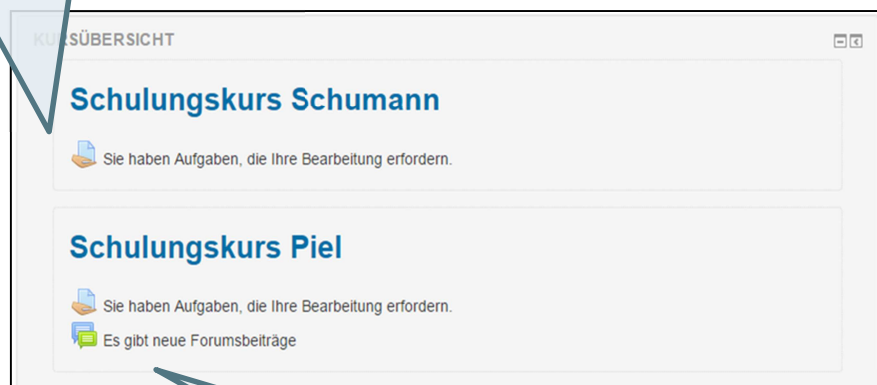 KURSÜBERSICHT
Schulungskurs Schumann
Sie haben Aufgaben, die Ihre Bearbeitung erfordern.
Schulungskurs Piel
Sie haben Aufgaben, die Ihre Bearbeitung erfordern.
Es gibt neue Forumsbeiträge